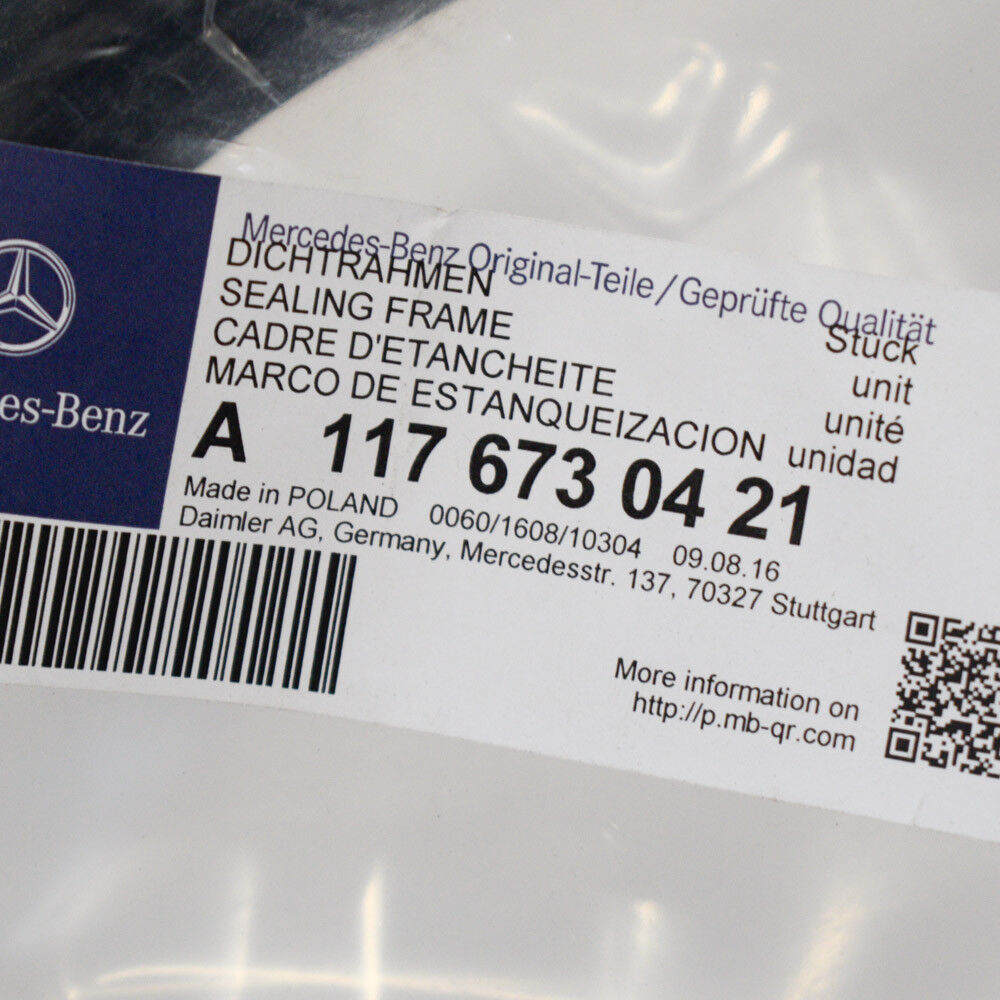 Mercedes-Benz Original-Teile/Geprüfte Qualität
DICHTRAHMEN Stück
SEALING FRAME unit
CADRE D'ETANCHEITE unité
MARCO DE ESTANQUEIZACION unidad
A 117 673 04 21
Made in POLAND 0060/1608/10304 09.08.16
Daimler AG, Germany, Mercedesstr. 137, 70327 Stuttgart
es-Benz
More information on
http://p.mb-qr.com